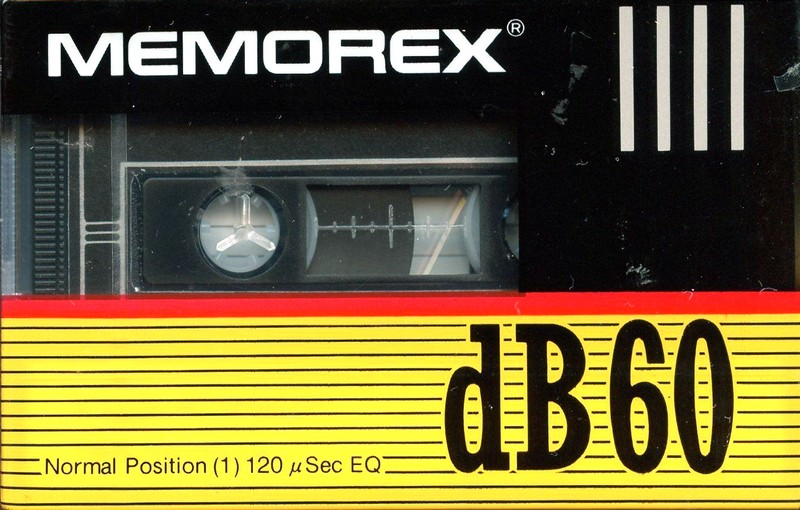 MEMOREX®
dB60
Normal Position (1) 120 µSec EQ